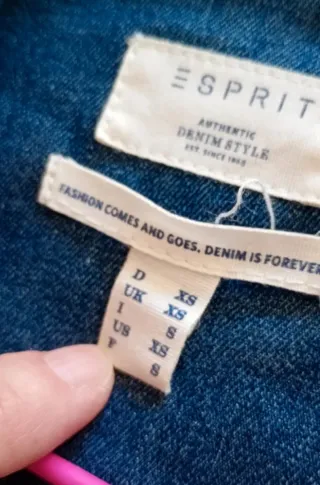 ESPRIT
AUTHENTIC
DENIM STYLE
EST. SINCE 1968
FASHION COMES AND GOES, DENIM IS FOREVER
D XS
UK XS
I S
US XS
F S